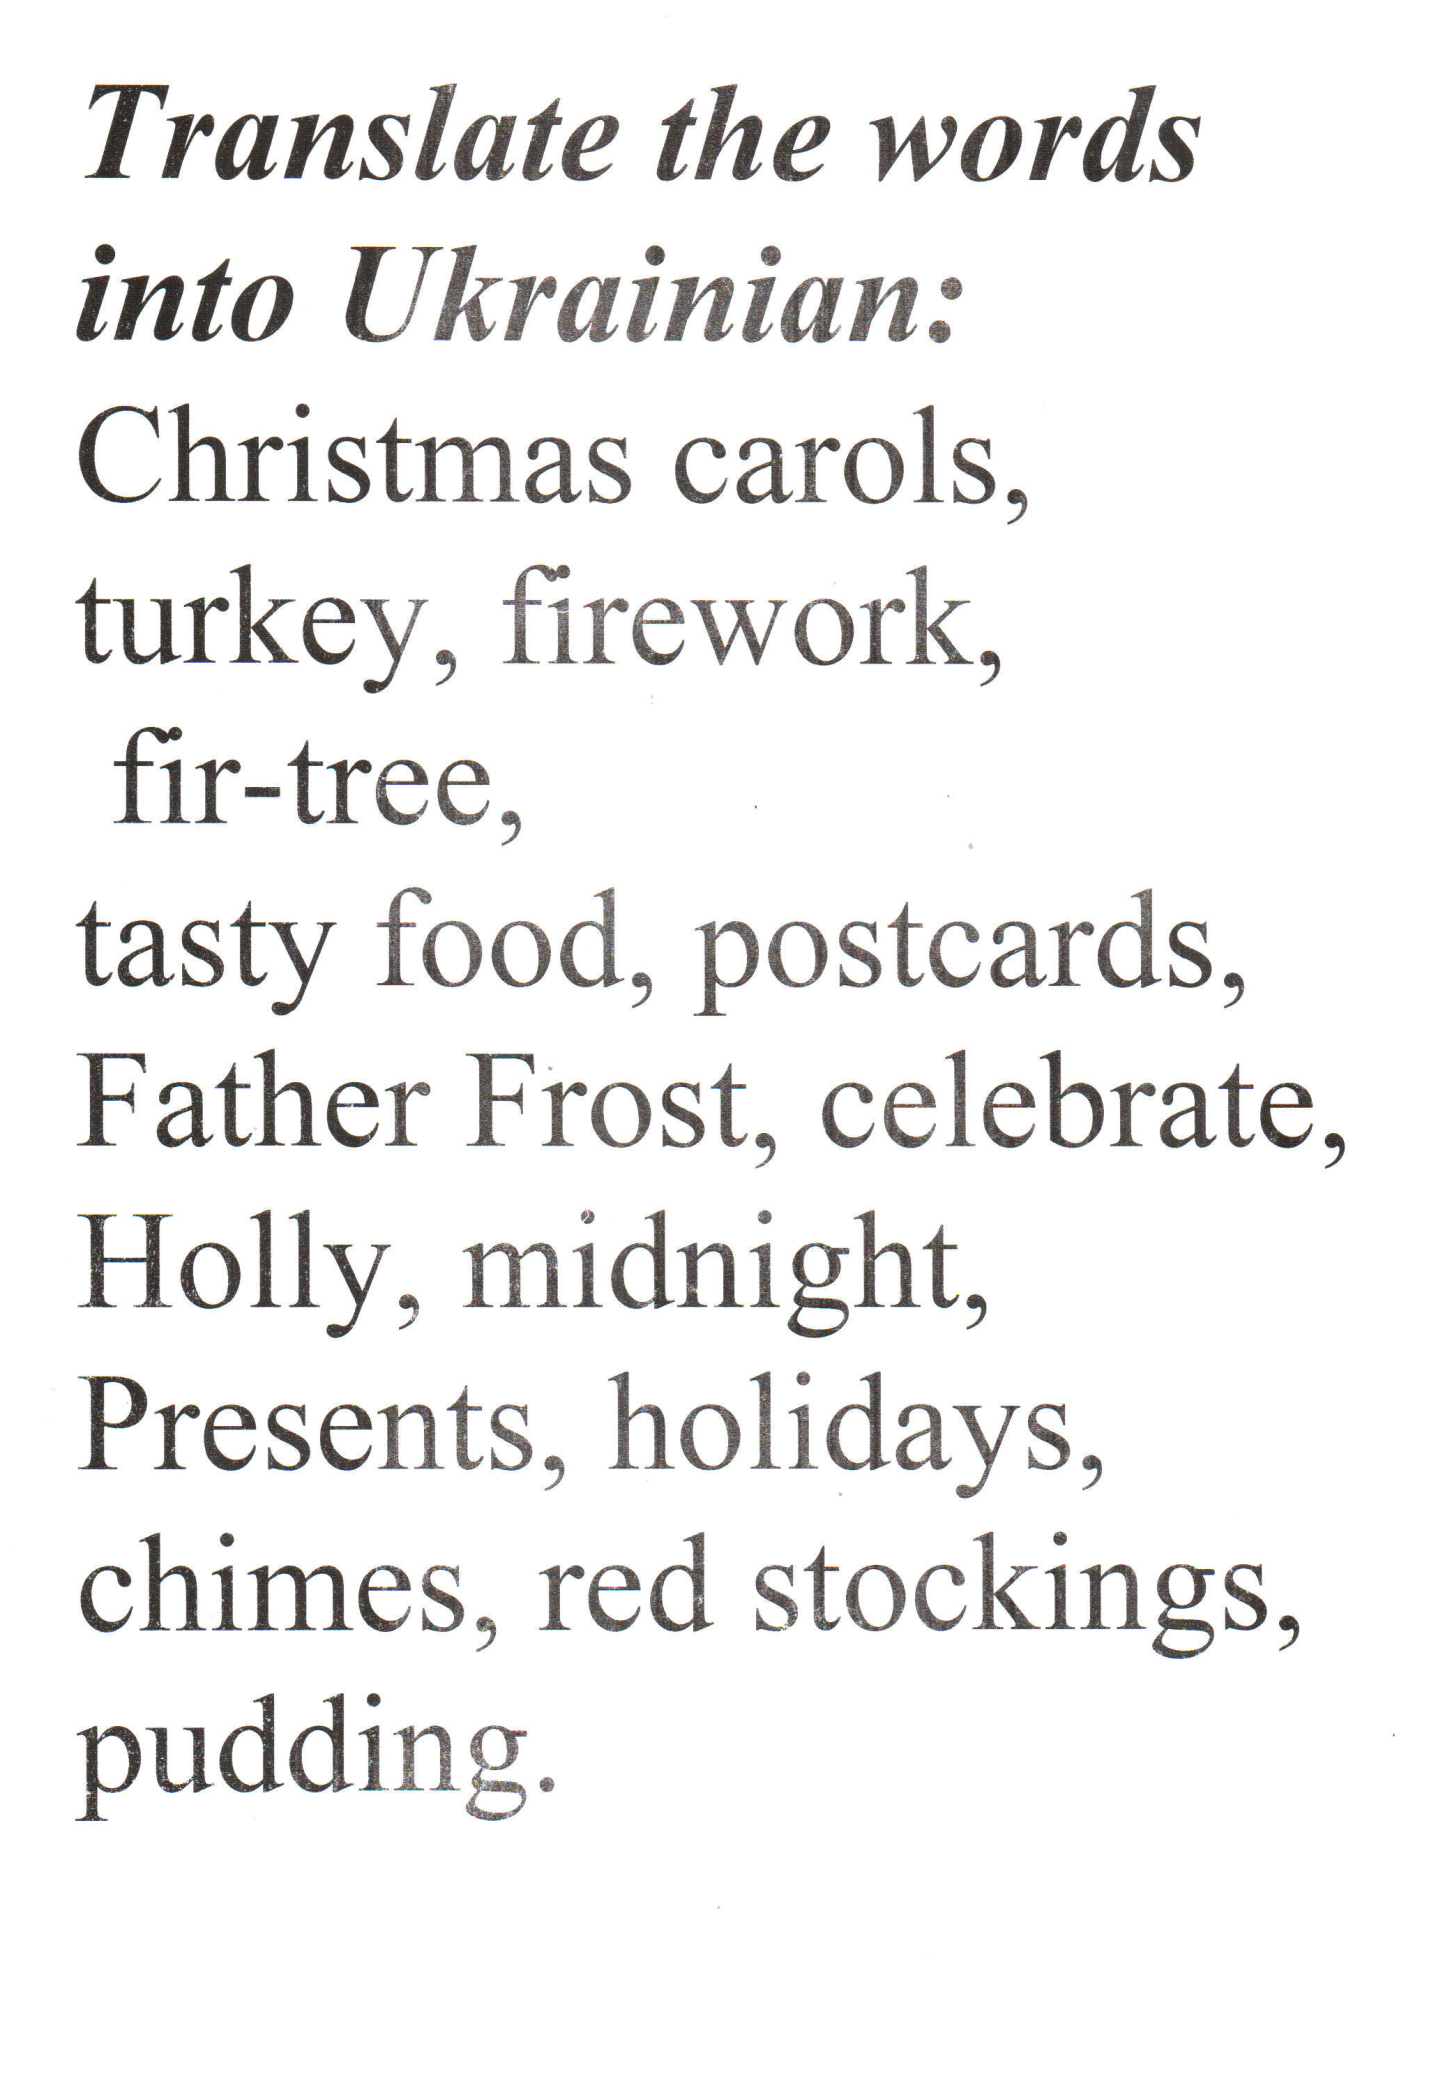 Translate the words
into Ukrainian:
Christmas carols,
turkey, firework,
fir-tree,
tasty food, postcards,
Father Frost, celebrate,
Holly, midnight,
Presents, holidays,
chimes, red stockings,
pudding.